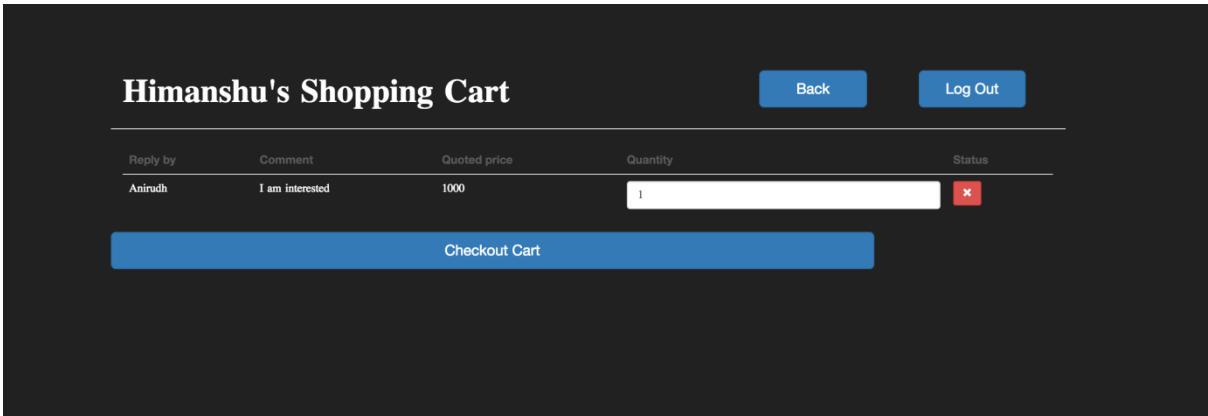 Himanshu's Shopping Cart Back Log Out
Reply by Comment Quoted price Quantity Status
Anirudh I am interested 1000 1
Checkout Cart